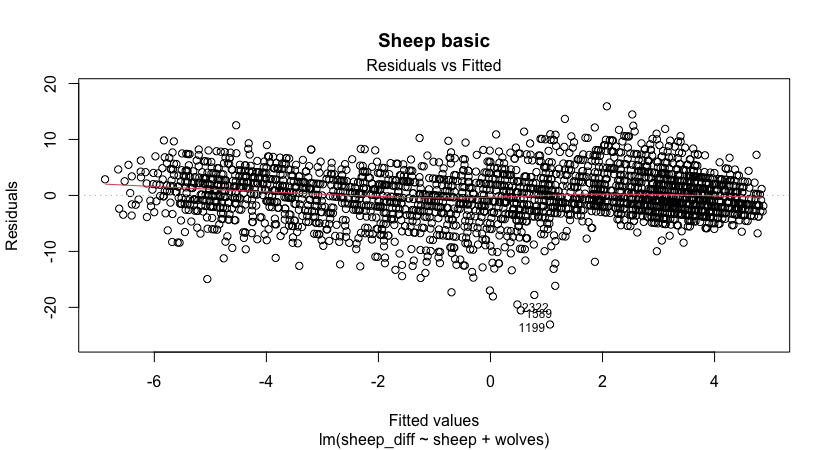 Sheep basic
Residuals vs Fitted
Residuals
20
10
0
-10
-20
2322
1569
1199
-6
-4
-2
0
2
4
Fitted values
lm(sheep_diff ~ sheep + wolves)